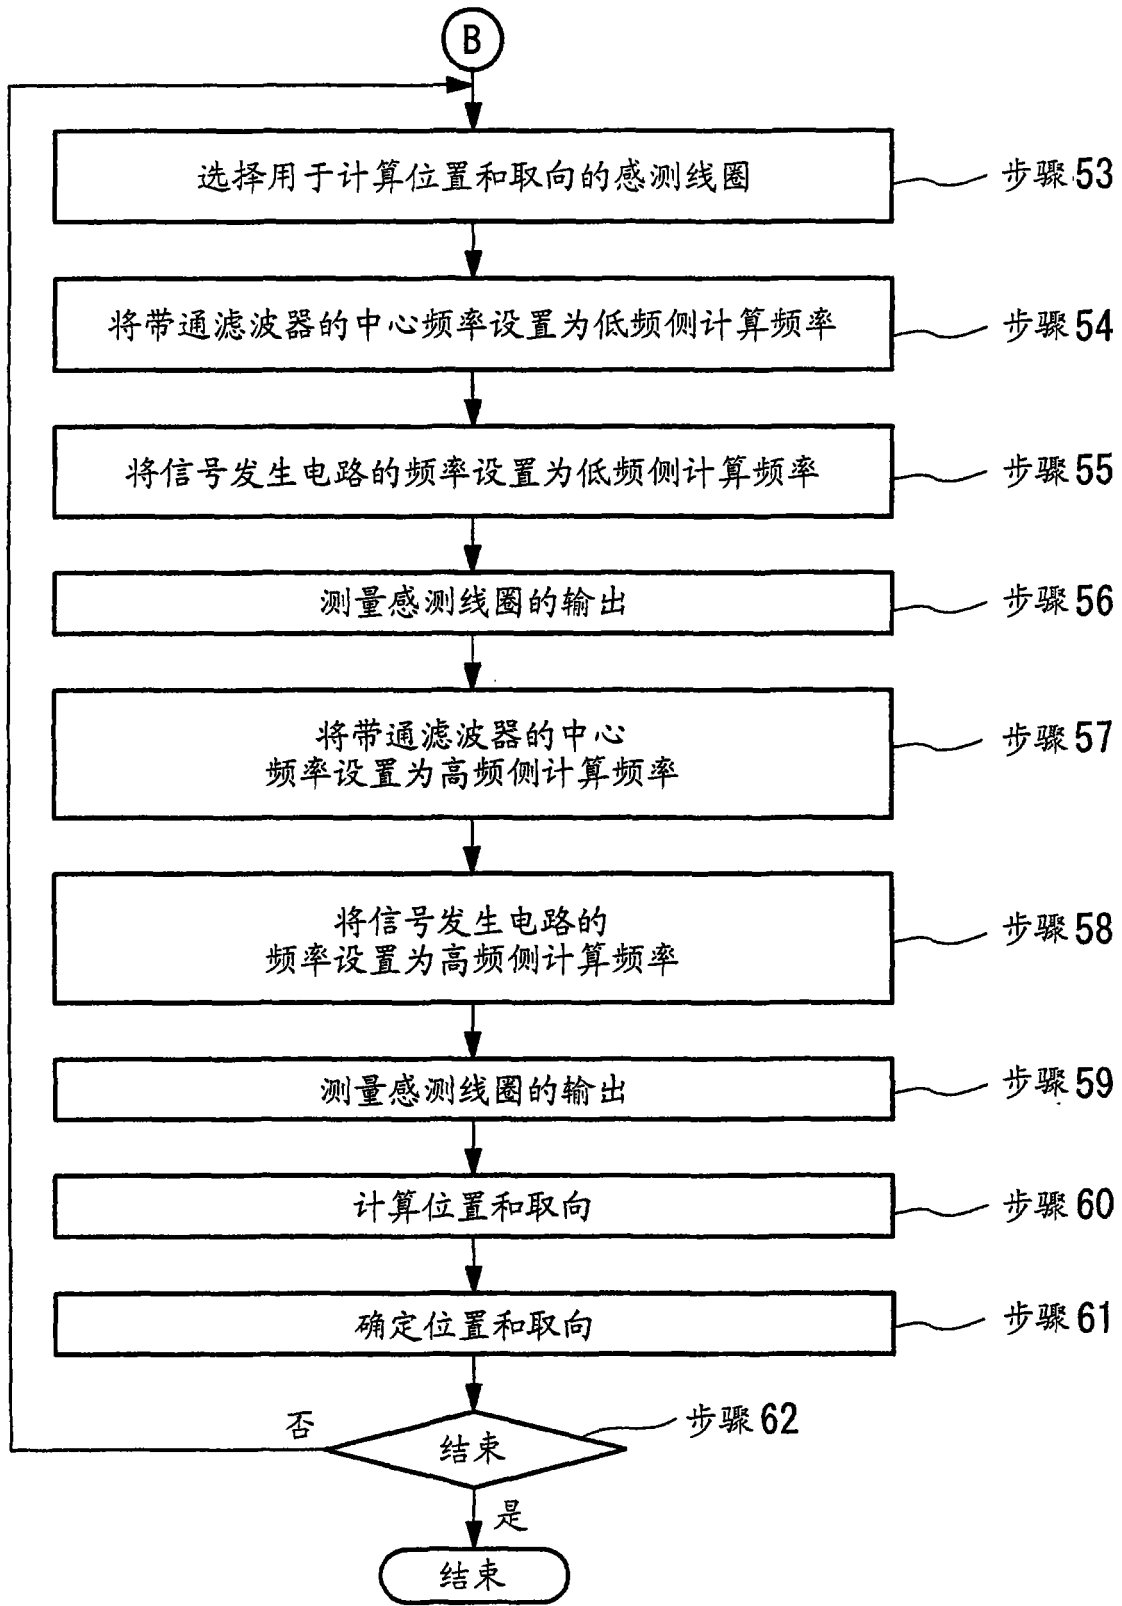 B
选择用于计算位置和取向的感测线圈
步骤53
将带通滤波器的中心频率设置为低频侧计算频率
步骤54
将信号发生电路的频率设置为低频侧计算频率
步骤55
测量感测线圈的输出
步骤56
将带通滤波器的中心
频率设置为高频侧计算频率
步骤57
将信号发生电路的
频率设置为高频侧计算频率
步骤58
测量感测线圈的输出
步骤59
计算位置和取向
步骤60
确定位置和取向
步骤61
否
结束
步骤62
是
结束